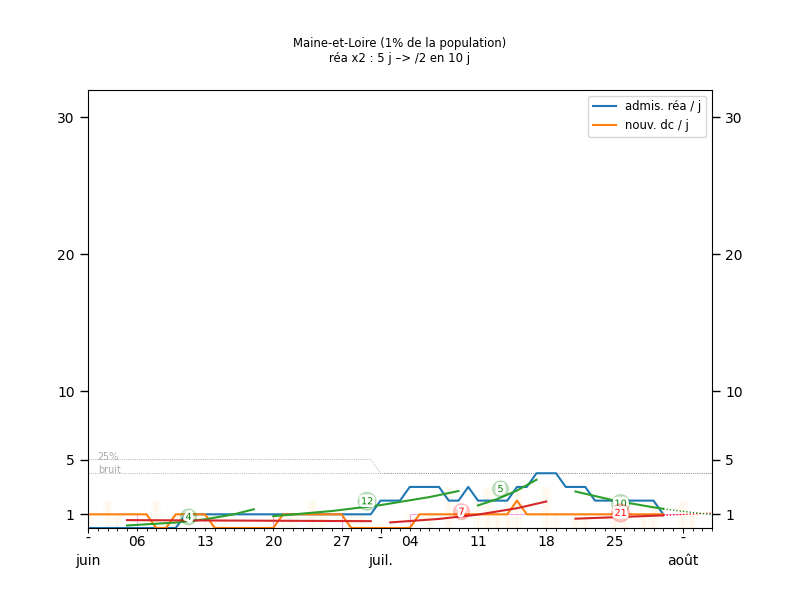 Maine-et-Loire (1% de la population)
réa x2 : 5 j –> /2 en 10 j
admis. réa / j
nouv. dc / j
30
30
20
20
10
10
5
5
25%
bruit
1
1
4
12
7
5
10
21
- 06 13 20 27 - 04 11 18 25 -
juin juil. août